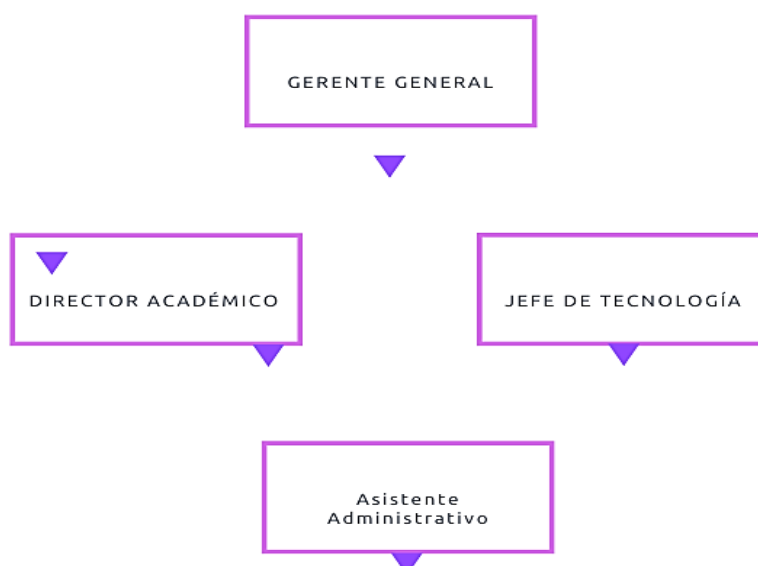 GERENTE GENERAL
DIRECTOR ACADÉMICO
JEFE DE TECNOLOGÍA
Asistente
Administrativo